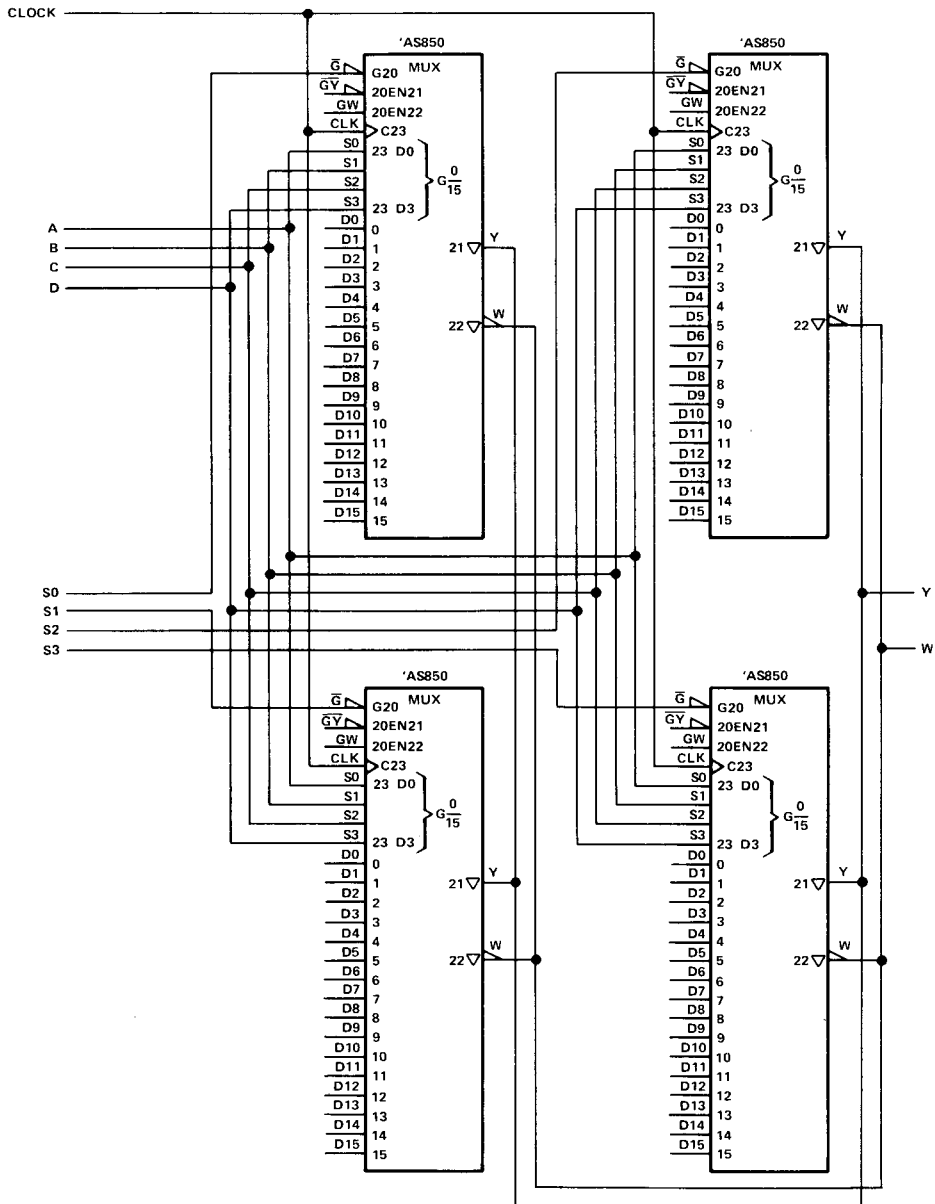 CLOCK
'AS850
MUX
G̅ G20
G̅Y̅ 20EN21
GW 20EN22
CLK C23
S0 23 D0
S1
S2 G 0/15
S3 23 D3
D0 0
D1 1 21▽ Y
D2 2
D3 3
D4 4
D5 5 22▽ W
D6 6
D7 7
D8 8
D9 9
D10 10
D11 11
D12 12
D13 13
D14 14
D15 15
'AS850
MUX
G̅ G20
G̅Y̅ 20EN21
GW 20EN22
CLK C23
S0 23 D0
S1
S2 G 0/15
S3 23 D3
D0 0
D1 1 21▽ Y
D2 2
D3 3
D4 4
D5 5 22▽ W
D6 6
D7 7
D8 8
D9 9
D10 10
D11 11
D12 12
D13 13
D14 14
D15 15
A
B
C
D
S0
S1
S2
S3
Y
W
'AS850
MUX
G̅ G20
G̅Y̅ 20EN21
GW 20EN22
CLK C23
S0 23 D0
S1
S2 G 0/15
S3 23 D3
D0 0
D1 1 21▽ Y
D2 2
D3 3
D4 4
D5 5 22▽ W
D6 6
D7 7
D8 8
D9 9
D10 10
D11 11
D12 12
D13 13
D14 14
D15 15
'AS850
MUX
G̅ G20
G̅Y̅ 20EN21
GW 20EN22
CLK C23
S0 23 D0
S1
S2 G 0/15
S3 23 D3
D0 0
D1 1 21▽ Y
D2 2
D3 3
D4 4
D5 5 22▽ W
D6 6
D7 7
D8 8
D9 9
D10 10
D11 11
D12 12
D13 13
D14 14
D15 15